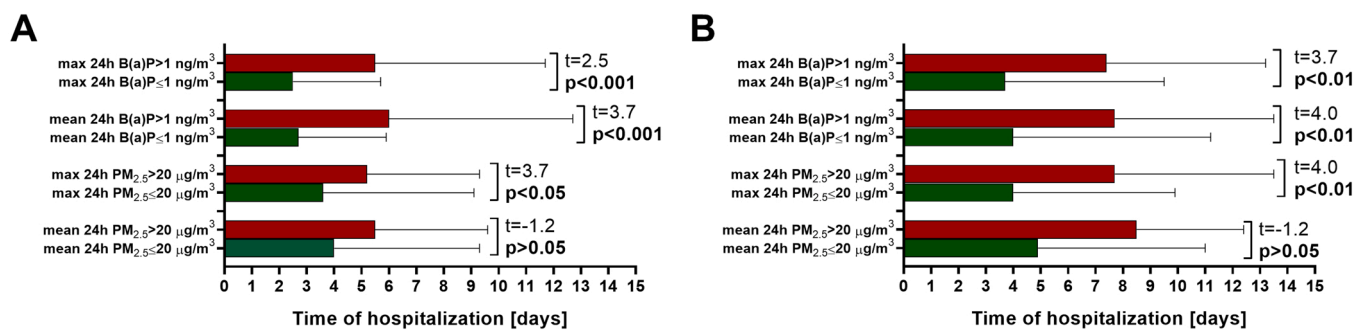 A
max 24h B(a)P>1 ng/m³
max 24h B(a)P≤1 ng/m³
t=2.5
p<0.001
mean 24h B(a)P>1 ng/m³
mean 24h B(a)P≤1 ng/m³
t=3.7
p<0.001
max 24h PM₂.₅>20 μg/m³
max 24h PM₂.₅≤20 μg/m³
t=3.7
p<0.05
mean 24h PM₂.₅>20 μg/m³
mean 24h PM₂.₅≤20 μg/m³
t=-1.2
p>0.05
0 1 2 3 4 5 6 7 8 9 10 11 12 13 14 15
Time of hospitalization [days]
B
max 24h B(a)P>1 ng/m³
max 24h B(a)P≤1 ng/m³
t=3.7
p<0.01
mean 24h B(a)P>1 ng/m³
mean 24h B(a)P≤1 ng/m³
t=4.0
p<0.01
max 24h PM₂.₅>20 μg/m³
max 24h PM₂.₅≤20 μg/m³
t=4.0
p<0.01
mean 24h PM₂.₅>20 μg/m³
mean 24h PM₂.₅≤20 μg/m³
t=-1.2
p>0.05
0 1 2 3 4 5 6 7 8 9 10 11 12 13 14 15
Time of hospitalization [days]